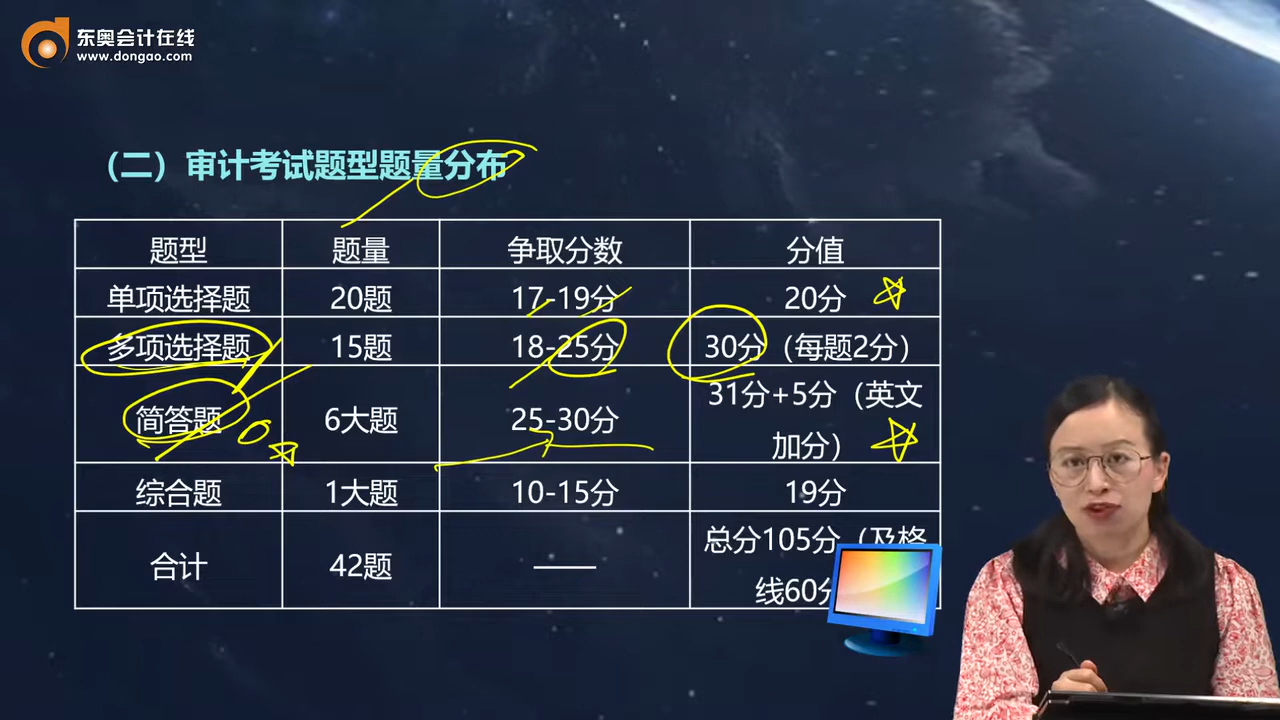 东奥会计在线
www.dongao.com
（二）审计考试题型题量分布
题型 题量 争取分数 分值
单项选择题 20题 17-19分 20分
多项选择题 15题 18-25分 30分（每题2分）
简答题 6大题 25-30分 31分+5分（英文
加分）
综合题 1大题 10-15分 19分
合计 42题 —— 总分105分（及格
线60分